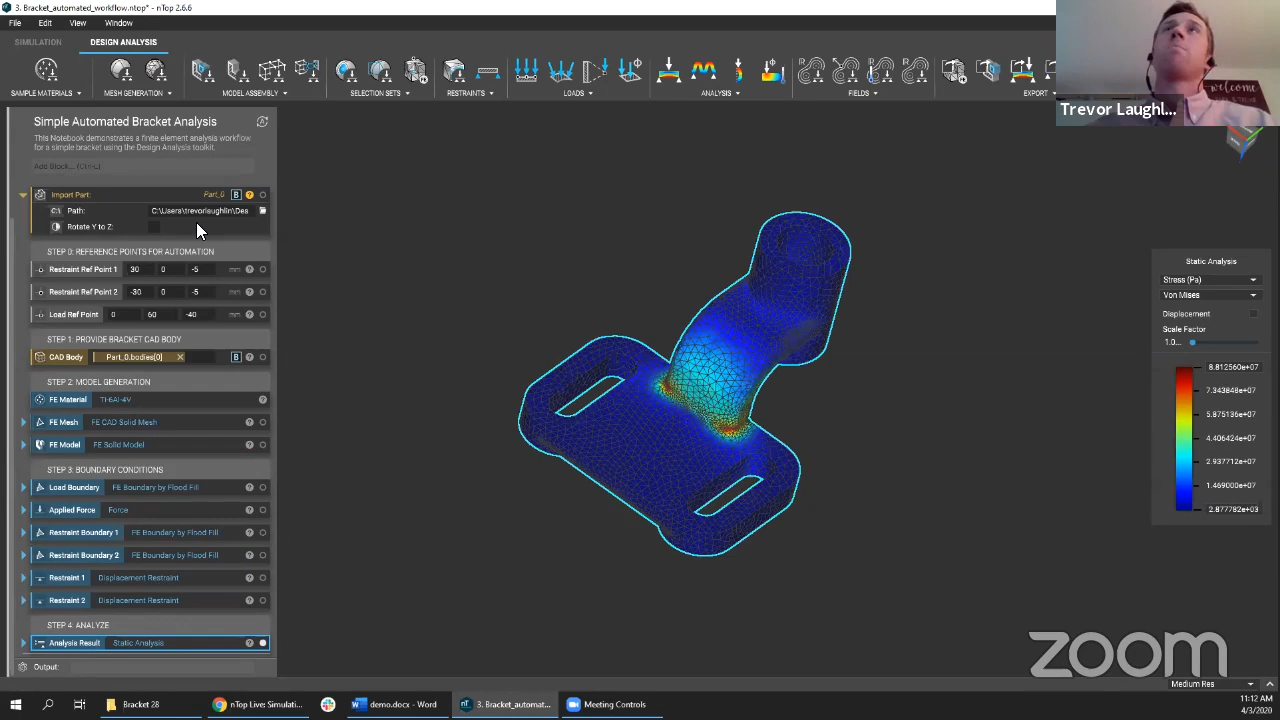 3. Bracket_automated_workflow.ntop* - nTop 2.6.6
File Edit View Window
SIMULATION DESIGN ANALYSIS
SAMPLE MATERIALS MESH GENERATION MODEL ASSEMBLY SELECTION SETS RESTRAINTS LOADS ANALYSIS FIELDS EXPORT
welcome
Trevor Laughl...
Simple Automated Bracket Analysis
This Notebook demonstrates a finite element analysis workflow
for a simple bracket using the Design Analysis toolkit.
Add Block... (Ctrl+L)
Import Part: Part_0 B ?
C:\ Path: C:\Users\trevorlaughlin\Des
Rotate Y to Z:
STEP 0: REFERENCE POINTS FOR AUTOMATION
Restraint Ref Point 1 30 0 -5 mm ?
Restraint Ref Point 2 -30 0 -5 mm ?
Load Ref Point 0 60 -40 mm ?
STEP 1: PROVIDE BRACKET CAD BODY
CAD Body Part_0.bodies[0] B ?
STEP 2: MODEL GENERATION
FE Material Ti-6Al-4V ?
FE Mesh FE CAD Solid Mesh ?
FE Model FE Solid Model ?
STEP 3: BOUNDARY CONDITIONS
Load Boundary FE Boundary by Flood Fill ?
Applied Force Force ?
Restraint Boundary 1 FE Boundary by Flood Fill ?
Restraint Boundary 2 FE Boundary by Flood Fill ?
Restraint 1 Displacement Restraint ?
Restraint 2 Displacement Restraint ?
STEP 4: ANALYZE
Analysis Result Static Analysis ?
Output:
Static Analysis
Stress (Pa)
Von Mises
Displacement
Scale Factor
1.0...
8.812560e+07
7.343848e+07
5.875136e+07
4.406424e+07
2.937712e+07
1.469000e+07
2.877782e+03
zoom
Medium Res
Bracket 28 nTop Live: Simulati... demo.docx - Word 3. Bracket_automat... Meeting Controls
11:12 AM
4/3/2020